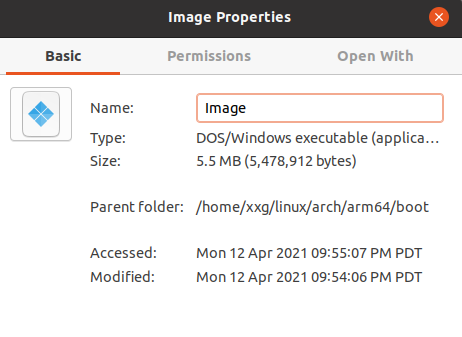 Image Properties
Basic Permissions Open With
Name: Image
Type: DOS/Windows executable (applica…
Size: 5.5 MB (5,478,912 bytes)
Parent folder: /home/xxg/linux/arch/arm64/boot
Accessed: Mon 12 Apr 2021 09:55:07 PM PDT
Modified: Mon 12 Apr 2021 09:54:06 PM PDT